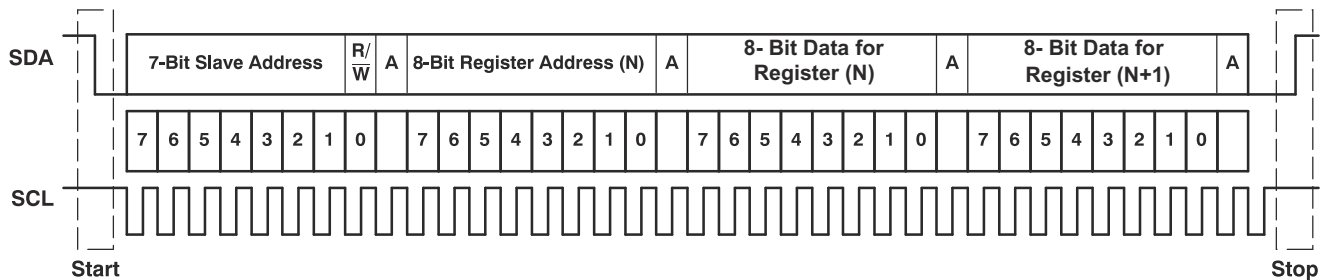 SDA
7-Bit Slave Address
R/
W
A
8-Bit Register Address (N)
A
8- Bit Data for
Register (N)
A
8- Bit Data for
Register (N+1)
A
7 6 5 4 3 2 1 0 7 6 5 4 3 2 1 0 7 6 5 4 3 2 1 0 7 6 5 4 3 2 1 0
SCL
Start
Stop